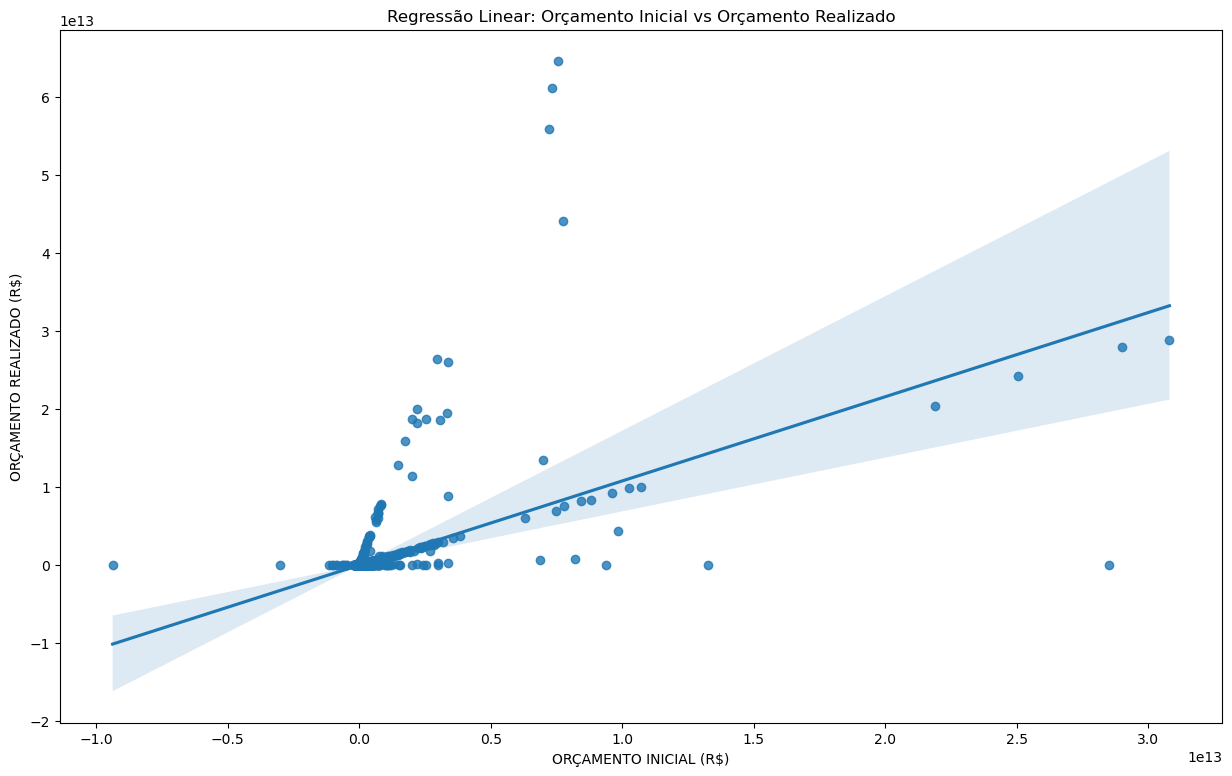 Regressão Linear: Orçamento Inicial vs Orçamento Realizado
1e13
6
5
4
3
2
1
0
−1
−2
ORÇAMENTO REALIZADO (R$)
−1.0 −0.5 0.0 0.5 1.0 1.5 2.0 2.5 3.0
1e13
ORÇAMENTO INICIAL (R$)